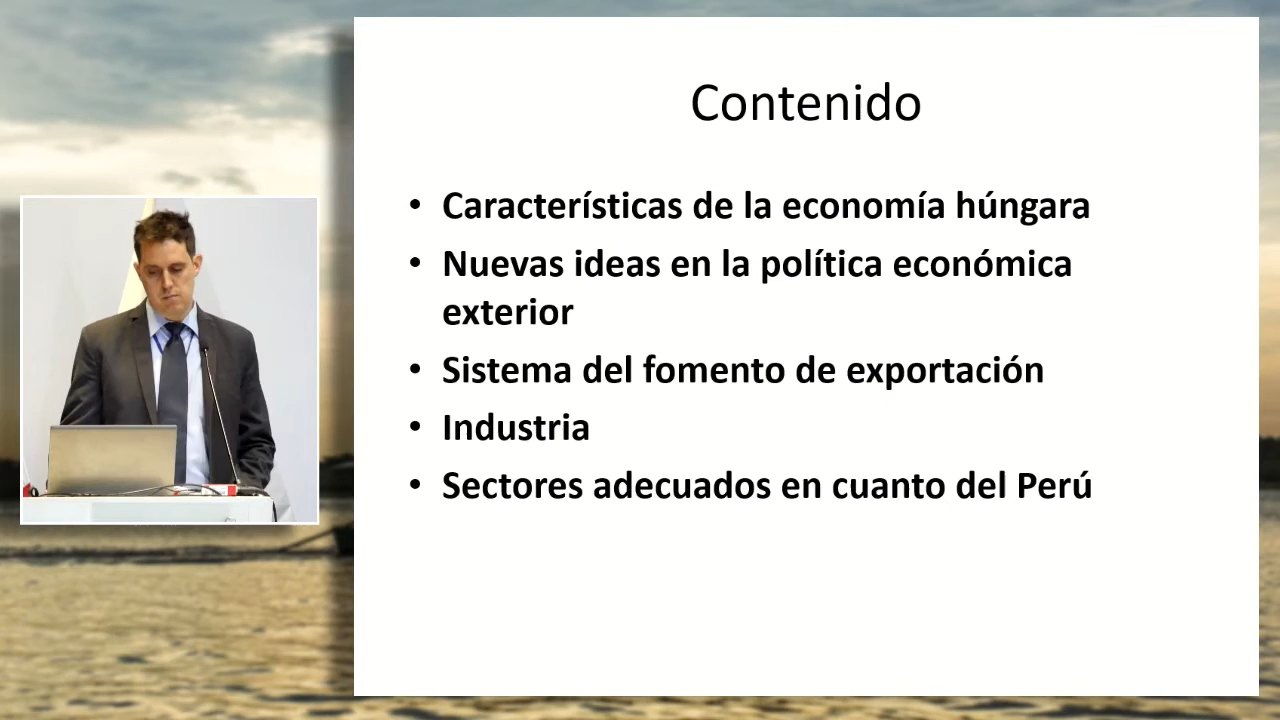 Contenido
• Características de la economía húngara
• Nuevas ideas en la política económica
exterior
• Sistema del fomento de exportación
• Industria
• Sectores adecuados en cuanto del Perú